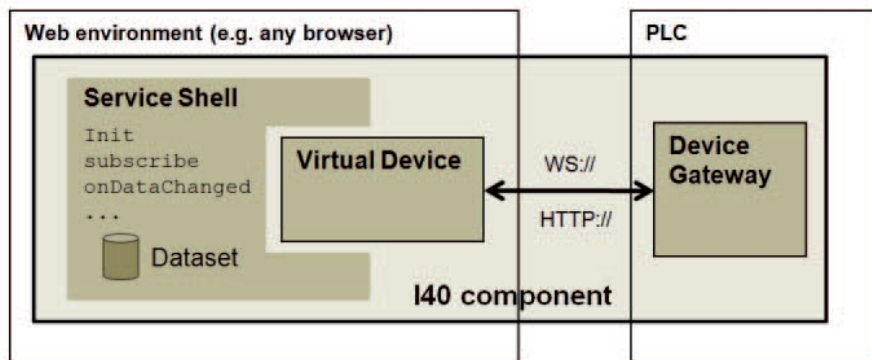 Web environment (e.g. any browser)
PLC
Service Shell
Init
subscribe
onDataChanged
...
Dataset
Virtual Device
WS://
HTTP://
Device
Gateway
I40 component